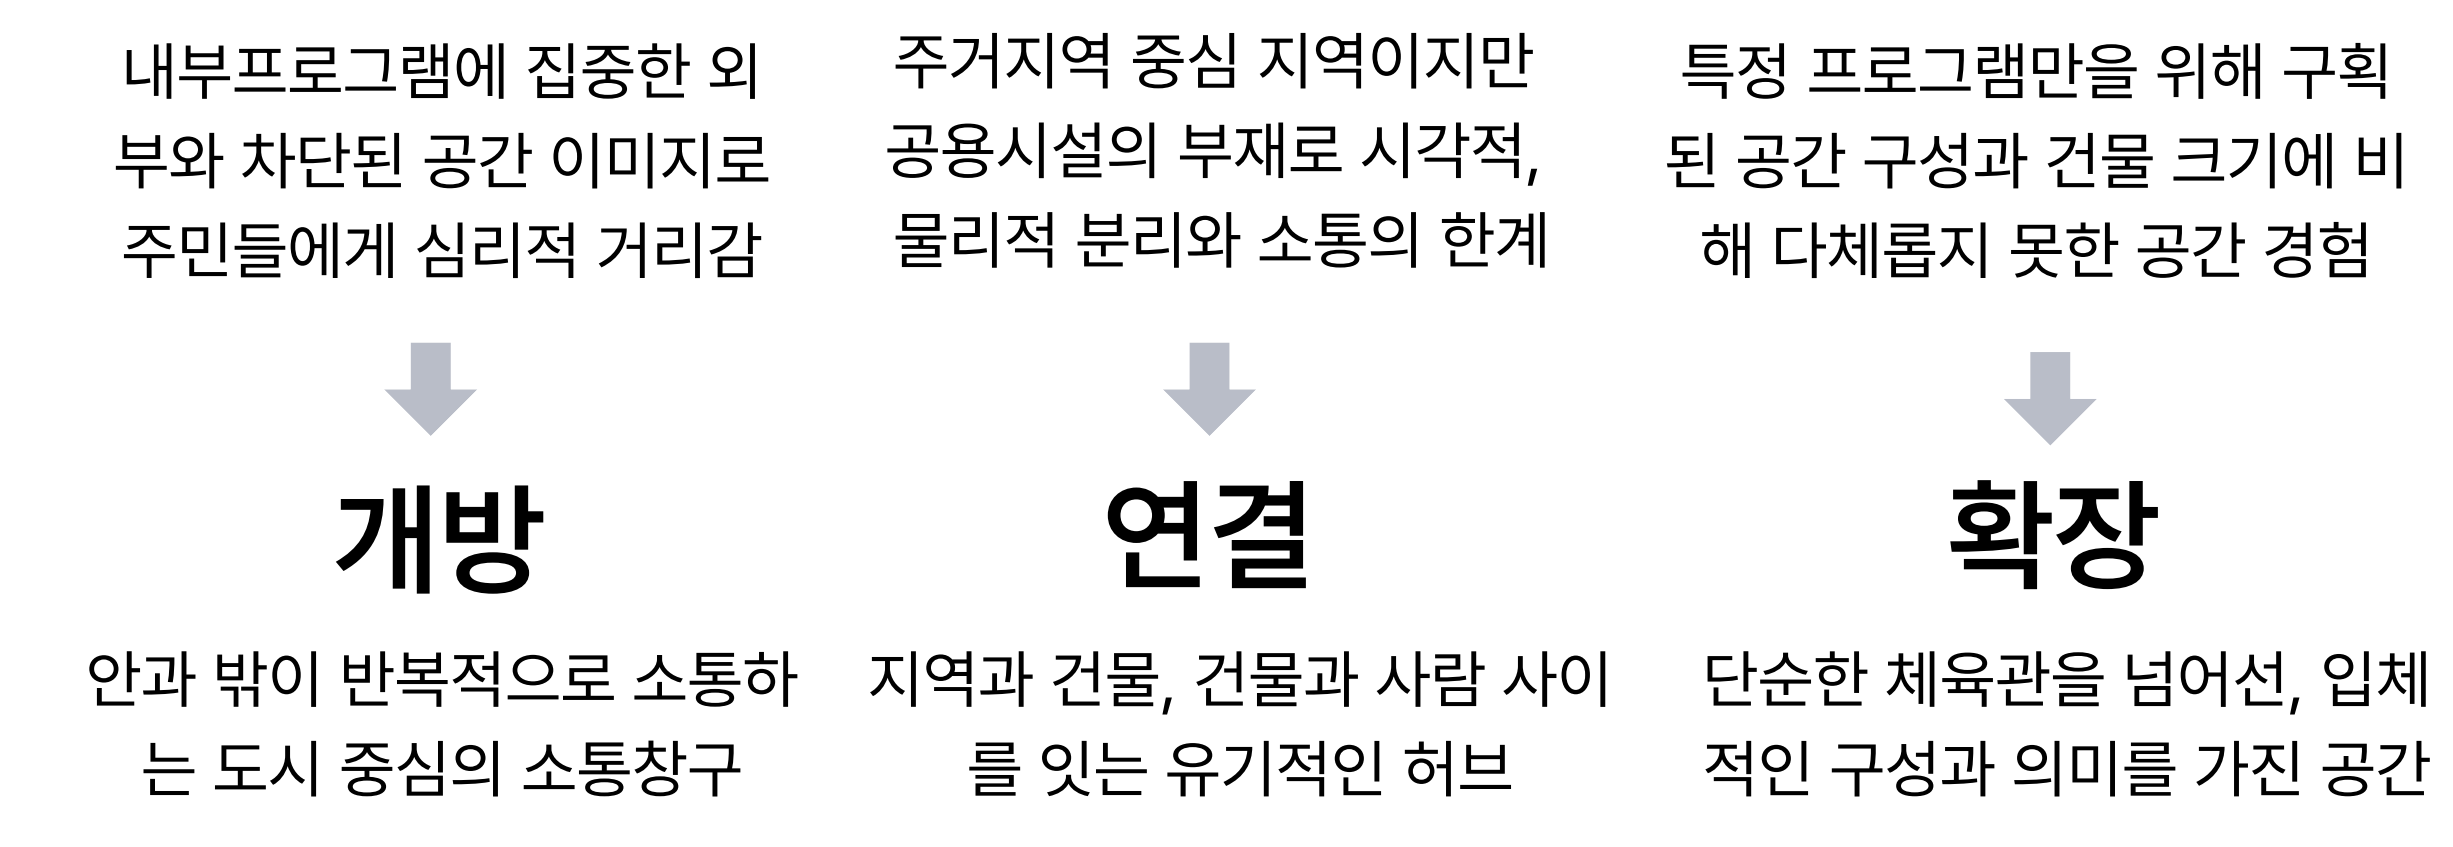 내부프로그램에 집중한 외
부와 차단된 공간 이미지로
주민들에게 심리적 거리감
개방
안과 밖이 반복적으로 소통하
는 도시 중심의 소통창구
주거지역 중심 지역이지만
공용시설의 부재로 시각적,
물리적 분리와 소통의 한계
연결
지역과 건물, 건물과 사람 사이
를 잇는 유기적인 허브
특정 프로그램만을 위해 구획
된 공간 구성과 건물 크기에 비
해 다체롭지 못한 공간 경험
확장
단순한 체육관을 넘어선, 입체
적인 구성과 의미를 가진 공간